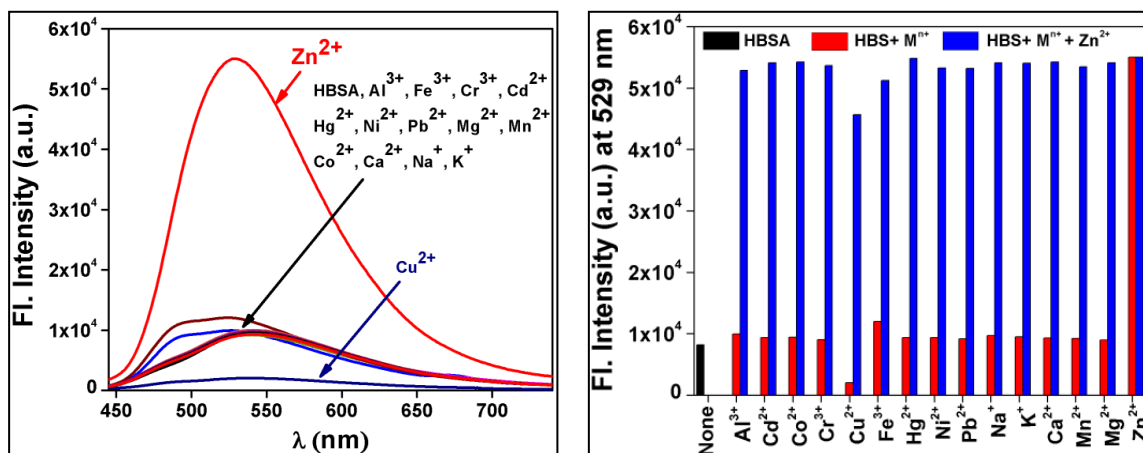 Fl. Intensity (a.u.)
6x10⁴
5x10⁴
4x10⁴
3x10⁴
2x10⁴
1x10⁴
0
Zn²⁺
HBSA, Al³⁺, Fe³⁺, Cr³⁺, Cd²⁺
Hg²⁺, Ni²⁺, Pb²⁺, Mg²⁺, Mn²⁺
Co²⁺, Ca²⁺, Na⁺, K⁺
Cu²⁺
450 500 550 600 650 700
λ (nm)
Fl. Intensity (a.u.) at 529 nm
6x10⁴
5x10⁴
4x10⁴
3x10⁴
2x10⁴
1x10⁴
0
HBSA HBS+ Mⁿ⁺ HBS+ Mⁿ⁺ + Zn²⁺
None Al³⁺ Cd²⁺ Co²⁺ Cr³⁺ Cu²⁺ Fe³⁺ Hg²⁺ Ni²⁺ Pb²⁺ Na⁺ K⁺ Ca²⁺ Mn²⁺ Mg²⁺ Zn²⁺